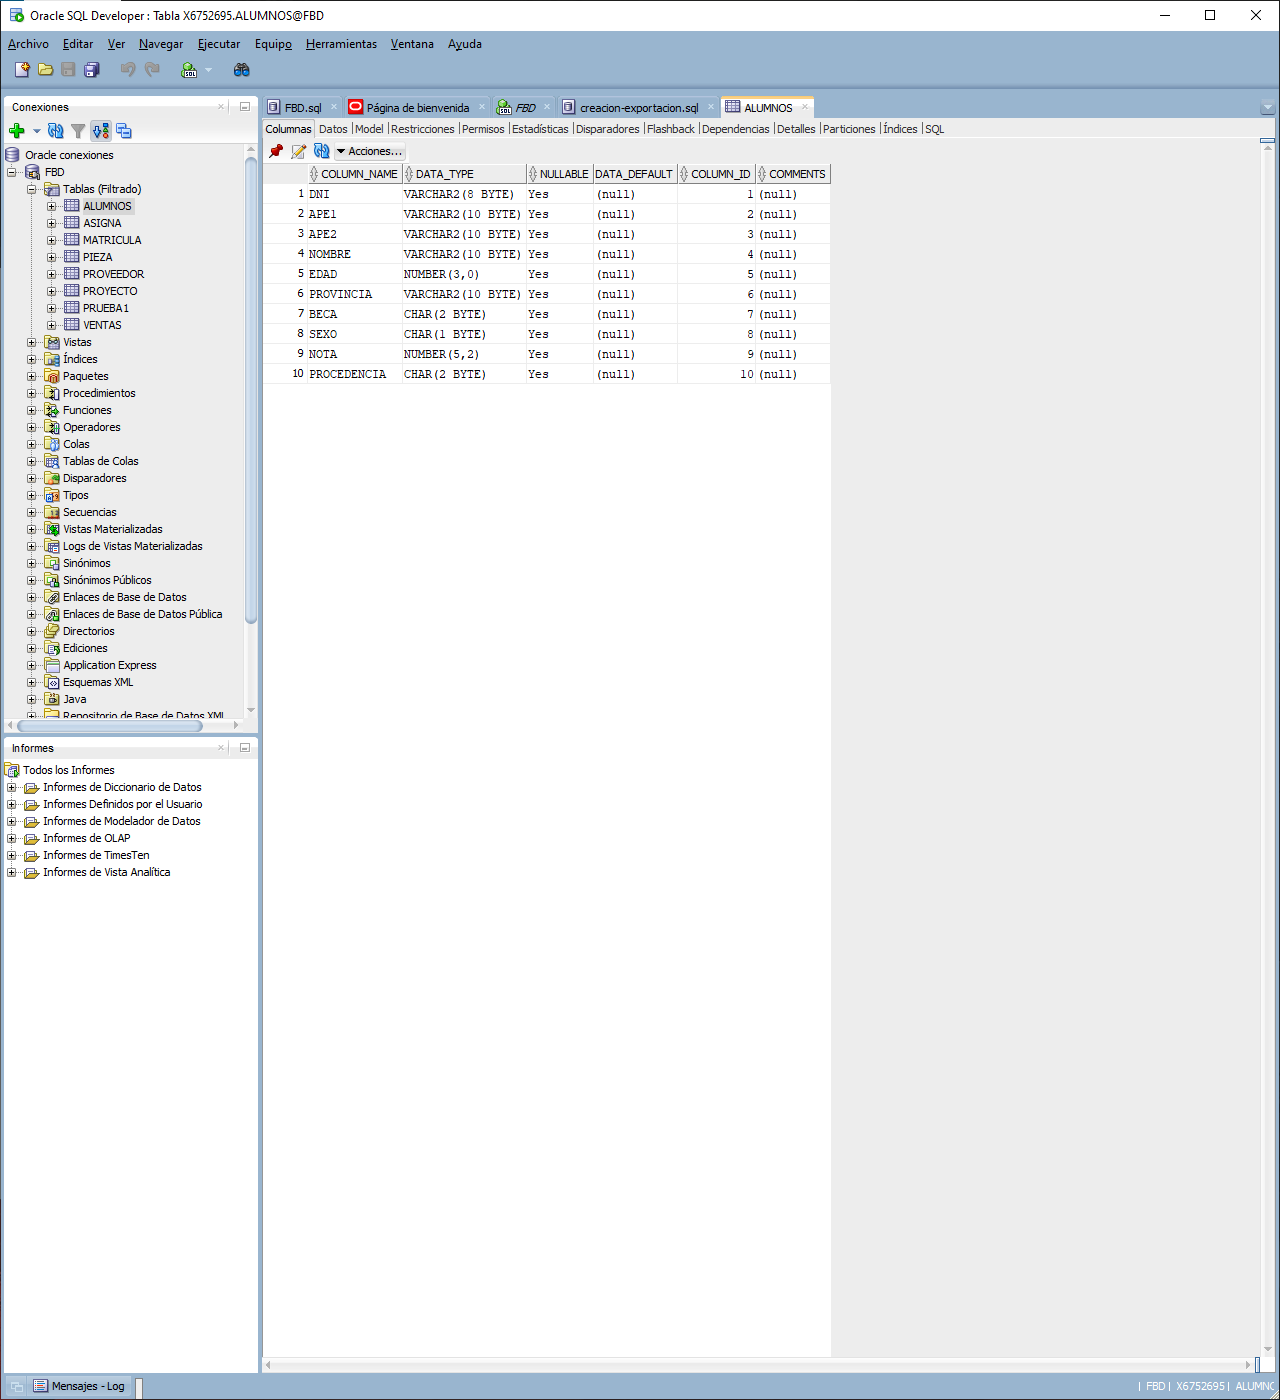 Oracle SQL Developer : Tabla X6752695.ALUMNOS@FBD
Archivo Editar Ver Navegar Ejecutar Equipo Herramientas Ventana Ayuda
Conexiones
Oracle conexiones
FBD
Tablas (Filtrado)
ALUMNOS
ASIGNA
MATRICULA
PIEZA
PROVEEDOR
PROYECTO
PRUEBA1
VENTAS
Vistas
Índices
Paquetes
Procedimientos
Funciones
Operadores
Colas
Tablas de Colas
Disparadores
Tipos
Secuencias
Vistas Materializadas
Logs de Vistas Materializadas
Sinónimos
Sinónimos Públicos
Enlaces de Base de Datos
Enlaces de Base de Datos Pública
Directorios
Ediciones
Application Express
Esquemas XML
Java
Repositorio de Base de Datos XML
Informes
Todos los Informes
Informes de Diccionario de Datos
Informes Definidos por el Usuario
Informes de Modelador de Datos
Informes de OLAP
Informes de TimesTen
Informes de Vista Analítica
FBD.sql Página de bienvenida FBD creacion-exportacion.sql ALUMNOS
Columnas Datos Model Restricciones Permisos Estadísticas Disparadores Flashback Dependencias Detalles Particiones Índices SQL
Acciones...
COLUMN_NAME DATA_TYPE NULLABLE DATA_DEFAULT COLUMN_ID COMMENTS
1 DNI VARCHAR2(8 BYTE) Yes (null) 1 (null)
2 APE1 VARCHAR2(10 BYTE) Yes (null) 2 (null)
3 APE2 VARCHAR2(10 BYTE) Yes (null) 3 (null)
4 NOMBRE VARCHAR2(10 BYTE) Yes (null) 4 (null)
5 EDAD NUMBER(3,0) Yes (null) 5 (null)
6 PROVINCIA VARCHAR2(10 BYTE) Yes (null) 6 (null)
7 BECA CHAR(2 BYTE) Yes (null) 7 (null)
8 SEXO CHAR(1 BYTE) Yes (null) 8 (null)
9 NOTA NUMBER(5,2) Yes (null) 9 (null)
10 PROCEDENCIA CHAR(2 BYTE) Yes (null) 10 (null)
Mensajes - Log
| FBD | X6752695 | ALUMNO